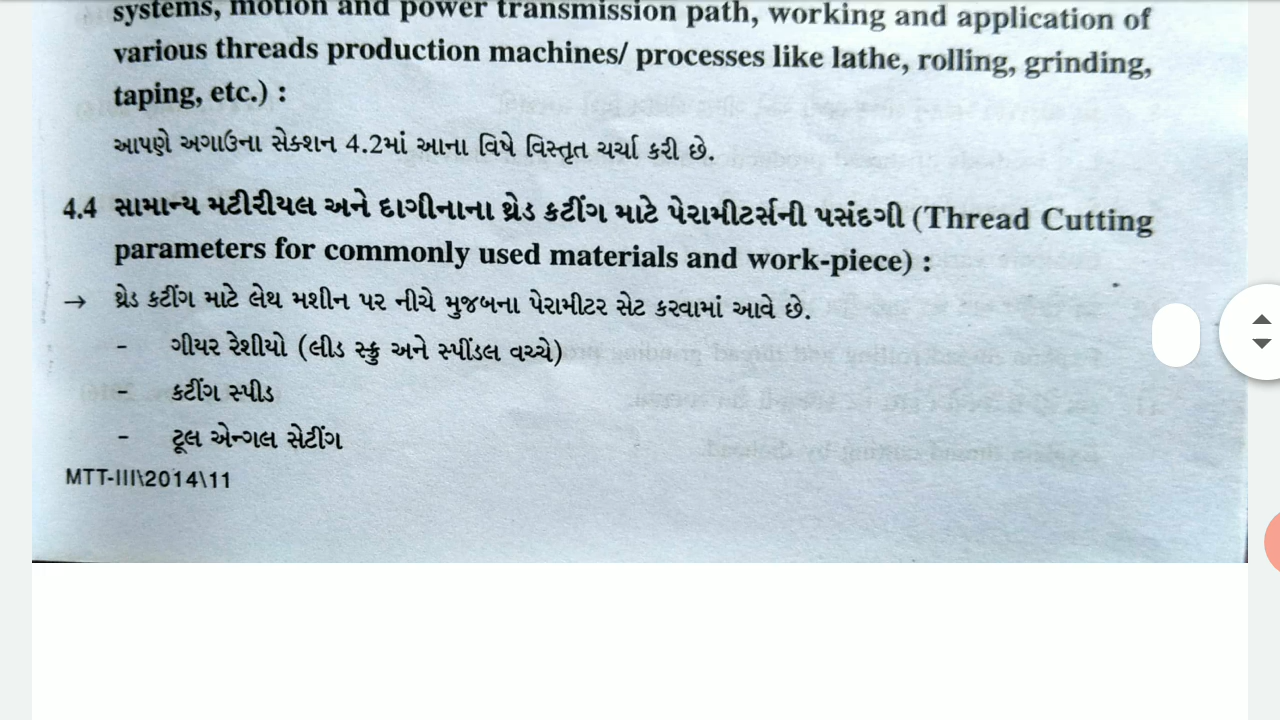 systems, motion and power transmission path, working and application of
various threads production machines/ processes like lathe, rolling, grinding,
taping, etc.) :
આપણે અગાઉના સેક્શન 4.2માં આના વિષે વિસ્તૃત ચર્ચા કરી છે.
4.4 સામાન્ય મટીરીયલ અને દાગીનાના થ્રેડ કટીંગ માટે પેરામીટર્સની પસંદગી (Thread Cutting
parameters for commonly used materials and work-piece) :
→ થ્રેડ કટીંગ માટે લેથ મશીન પર નીચે મુજબના પેરામીટર સેટ કરવામાં આવે છે.
- ગીયર રેશીયો (લીડ સ્ક્રુ અને સ્પીંડલ વચ્ચે)
- કટીંગ સ્પીડ
- ટૂલ એન્ગલ સેટીંગ
MTT-III\2014\11